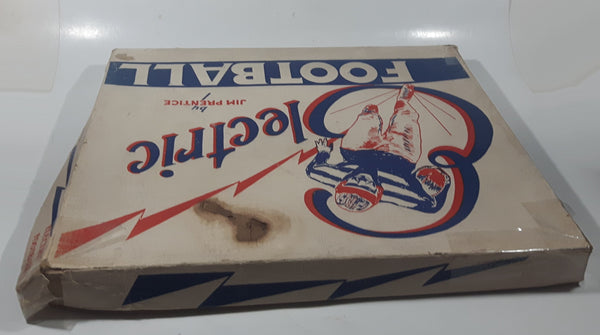 Electric
by
JIM PRENTICE
FOOTBALL